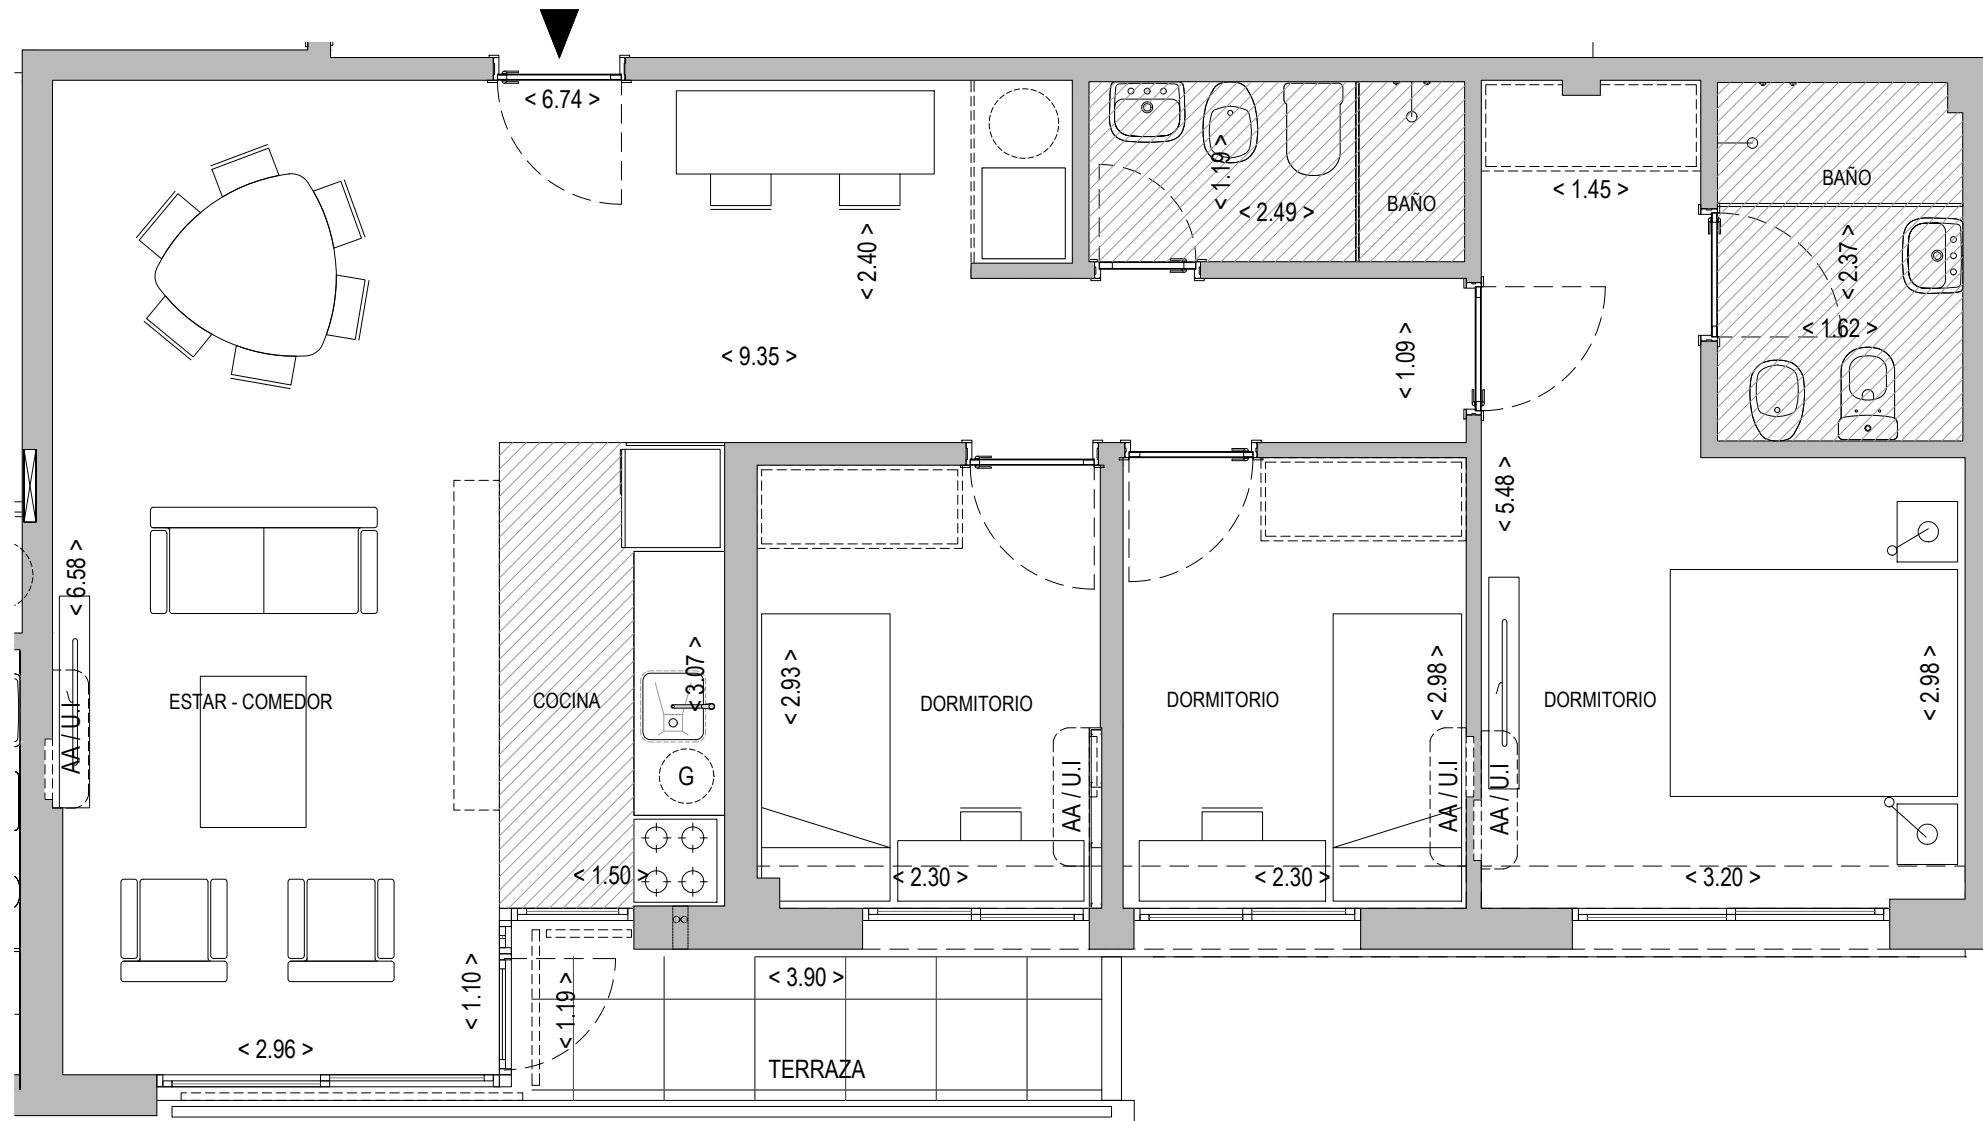 < 6.74 >
< 1.19 >
< 2.49 >
BAÑO
< 1.45 >
BAÑO
< 2.40 >
< 2.37 >
< 1.62 >
< 9.35 >
< 1.09 >
< 5.48 >
< 6.58 >
ESTAR - COMEDOR
AA / U.I
COCINA
< 3.07 >
G
< 2.93 >
DORMITORIO
AA / U.I
DORMITORIO
< 2.98 >
AA / U.I
AA / U.I
DORMITORIO
< 2.98 >
< 1.50 >
< 2.30 >
< 2.30 >
< 3.20 >
< 1.10 >
< 1.19 >
< 3.90 >
< 2.96 >
TERRAZA